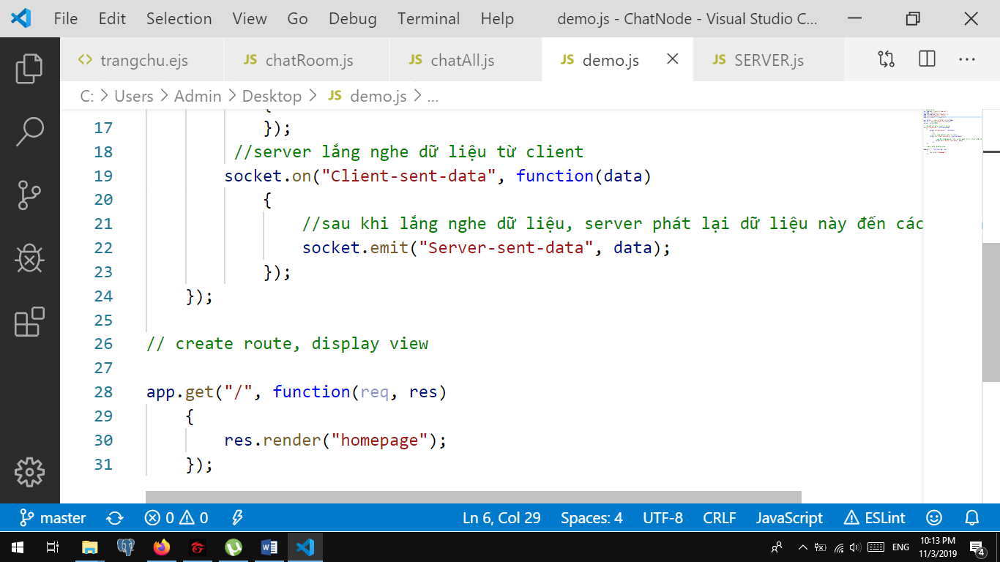 File Edit Selection View Go Debug Terminal Help demo.js - ChatNode - Visual Studio C...
trangchu.ejs JS chatRoom.js JS chatAll.js JS demo.js JS SERVER.js
C: > Users > Admin > Desktop > JS demo.js > ...
17 });
18 //server lắng nghe dữ liệu từ client
19 socket.on("Client-sent-data", function(data)
20 {
21 //sau khi lắng nghe dữ liệu, server phát lại dữ liệu này đến các
22 socket.emit("Server-sent-data", data);
23 });
24 });
25
26 // create route, display view
27
28 app.get("/", function(req, res)
29 {
30 res.render("homepage");
31 });
master 0 0 Ln 6, Col 29 Spaces: 4 UTF-8 CRLF JavaScript ESLint
ENG 10:13 PM
11/3/2019 4